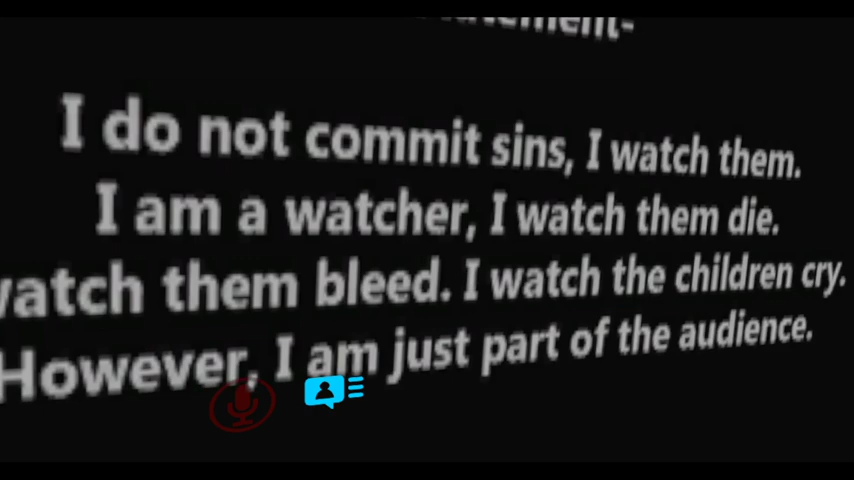 I do not commit sins, I watch them.
I am a watcher, I watch them die.
watch them bleed. I watch the children cry.
However, I am just part of the audience.